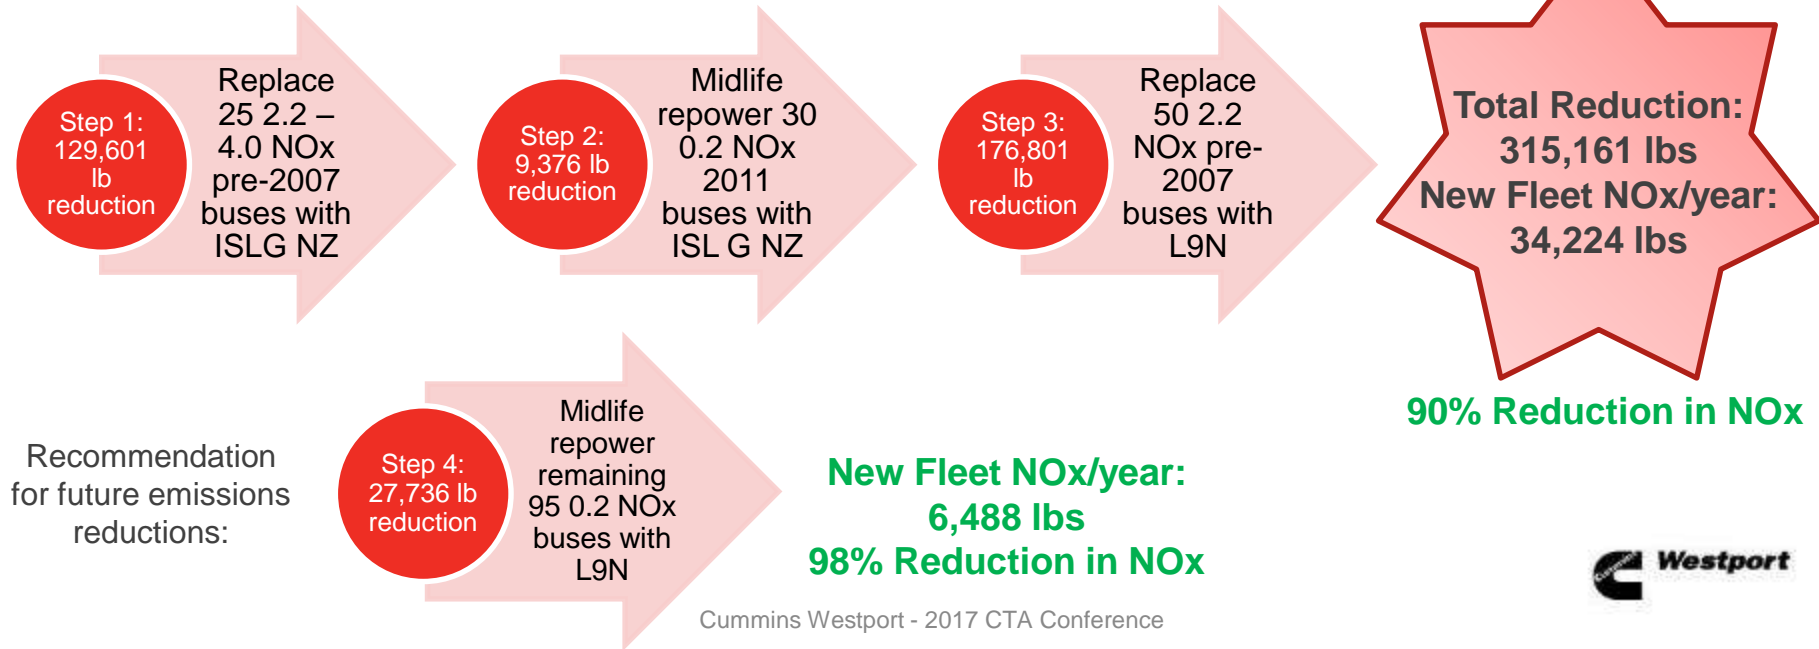 Step 1:
129,601
lb
reduction
Replace
25 2.2 –
4.0 NOx
pre-2007
buses with
ISLG NZ
Step 2:
9,376 lb
reduction
Midlife
repower 30
0.2 NOx
2011
buses with
ISL G NZ
Step 3:
176,801
lb
reduction
Replace
50 2.2
NOx pre-
2007
buses with
L9N
Total Reduction:
315,161 lbs
New Fleet NOx/year:
34,224 lbs
90% Reduction in NOx
Recommendation
for future emissions
reductions:
Step 4:
27,736 lb
reduction
Midlife
repower
remaining
95 0.2 NOx
buses with
L9N
New Fleet NOx/year:
6,488 lbs
98% Reduction in NOx
Cummins Westport - 2017 CTA Conference
Cummins Westport